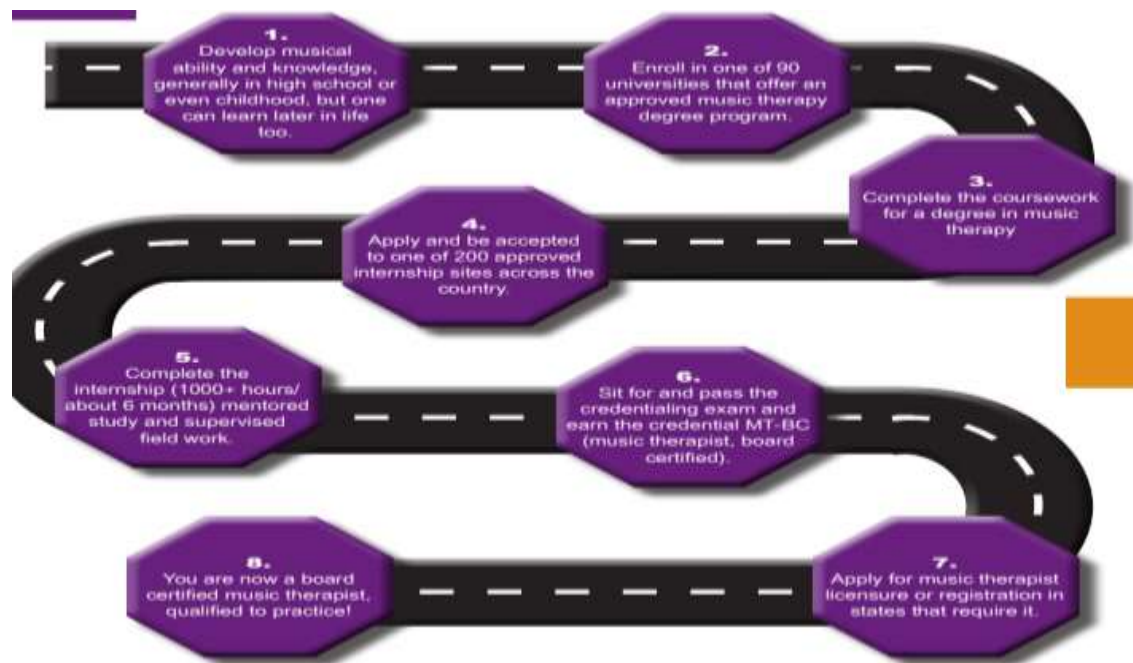 1.
Develop musical
ability and knowledge,
generally in high school or
even childhood, but one
can learn later in life
too.
2.
Enroll in one of 90
universities that offer an
approved music therapy
degree program.
3.
Complete the coursework
for a degree in music
therapy
4.
Apply and be accepted
to one of 200 approved
internship sites across the
country.
5.
Complete the
internship (1000+ hours/
about 6 months) mentored
study and supervised
field work.
6.
Sit for and pass the
credentialing exam and
earn the credential MT-BC
(music therapist, board
certified).
7.
Apply for music therapist
licensure or registration in
states that require it.
8.
You are now a board
certified music therapist,
qualified to practice!